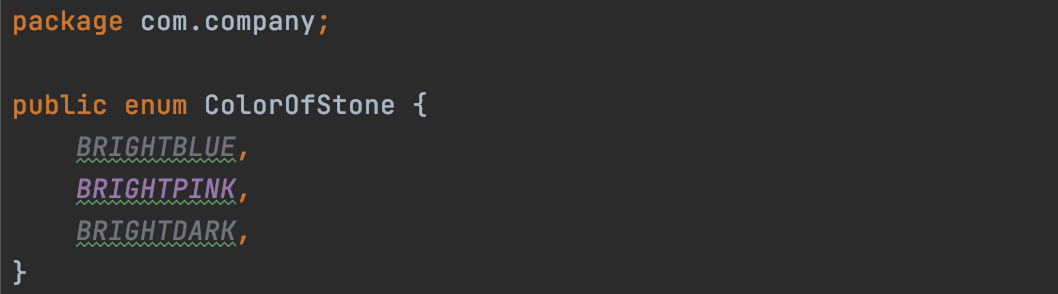 package com.company;
public enum ColorOfStone {
BRIGHTBLUE,
BRIGHTPINK,
BRIGHTDARK,
}